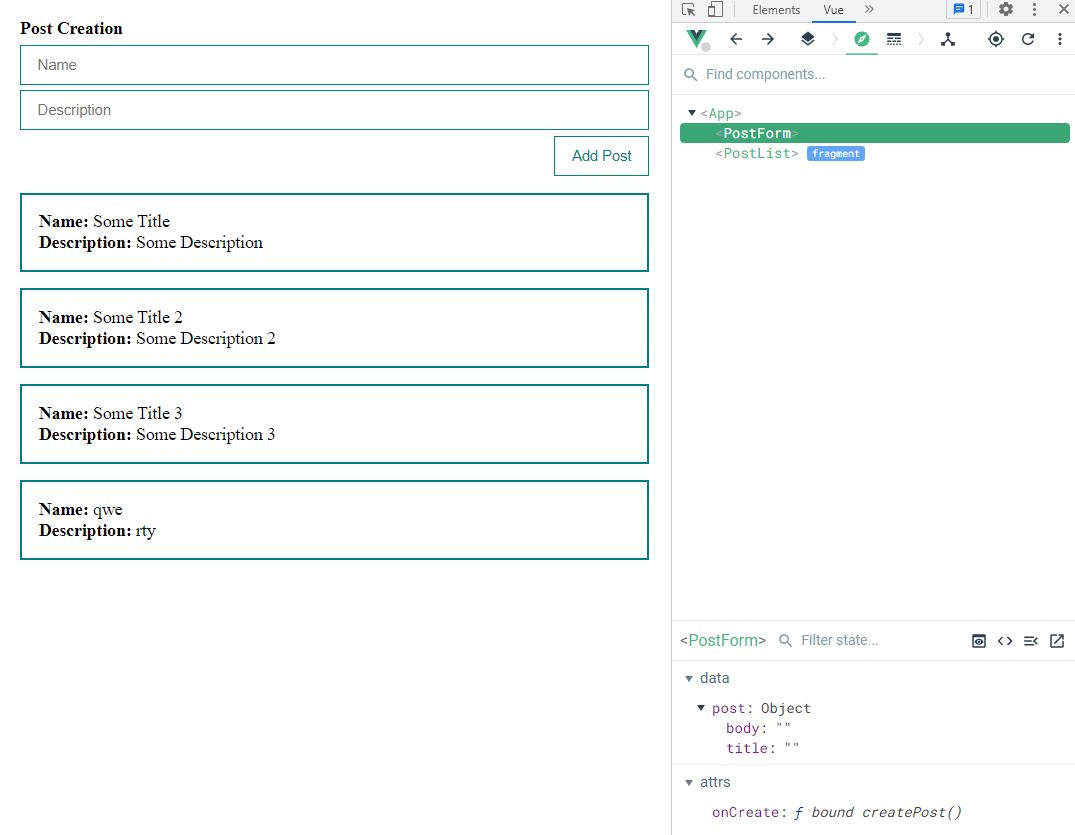 Post Creation
Name
Description
Add Post
Name: Some Title
Description: Some Description
Name: Some Title 2
Description: Some Description 2
Name: Some Title 3
Description: Some Description 3
Name: qwe
Description: rty
Elements Vue » 1
Find components...
<App>
<PostForm>
<PostList> fragment
<PostForm> Filter state...
data
post: Object
body: ""
title: ""
attrs
onCreate: ƒ bound createPost()